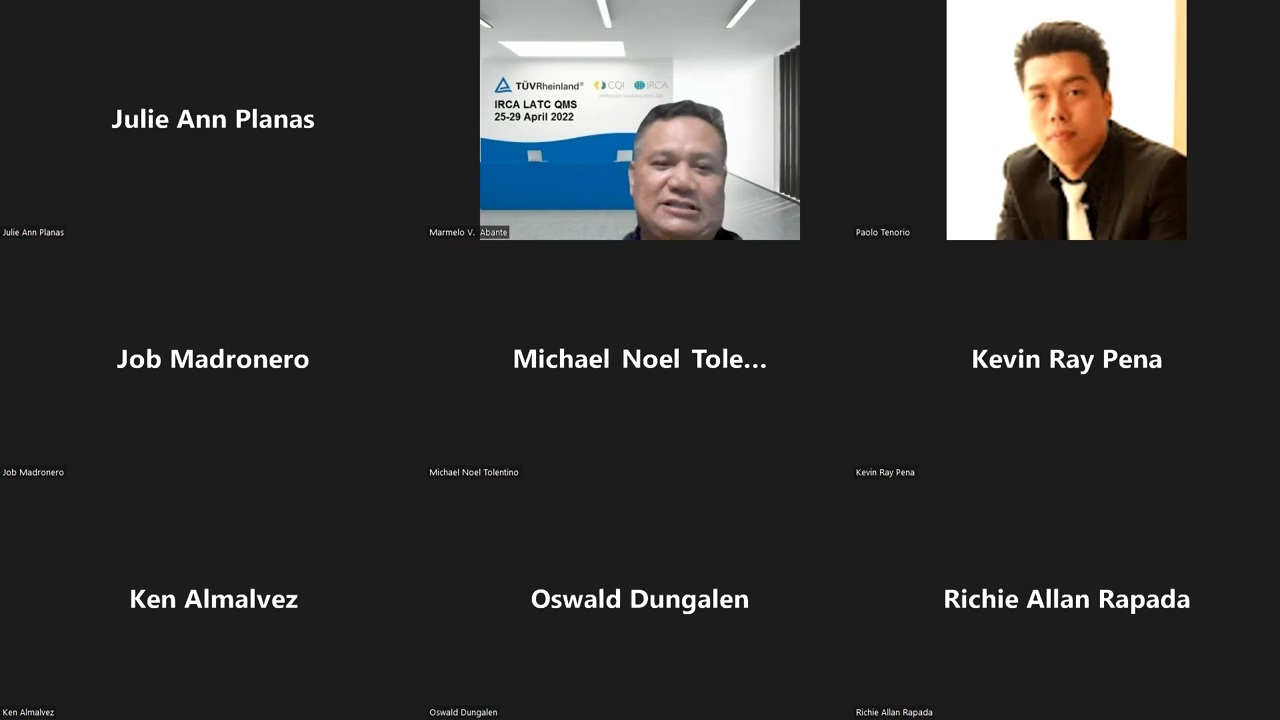 Julie Ann Planas
Julie Ann Planas
TÜVRheinland®
CQI
IRCA
IRCA LATC QMS
25-29 April 2022
Marmelo V. Abante
Paolo Tenorio
Job Madronero
Job Madronero
Michael Noel Tole...
Michael Noel Tolentino
Kevin Ray Pena
Kevin Ray Pena
Ken Almalvez
Ken Almalvez
Oswald Dungalen
Oswald Dungalen
Richie Allan Rapada
Richie Allan Rapada